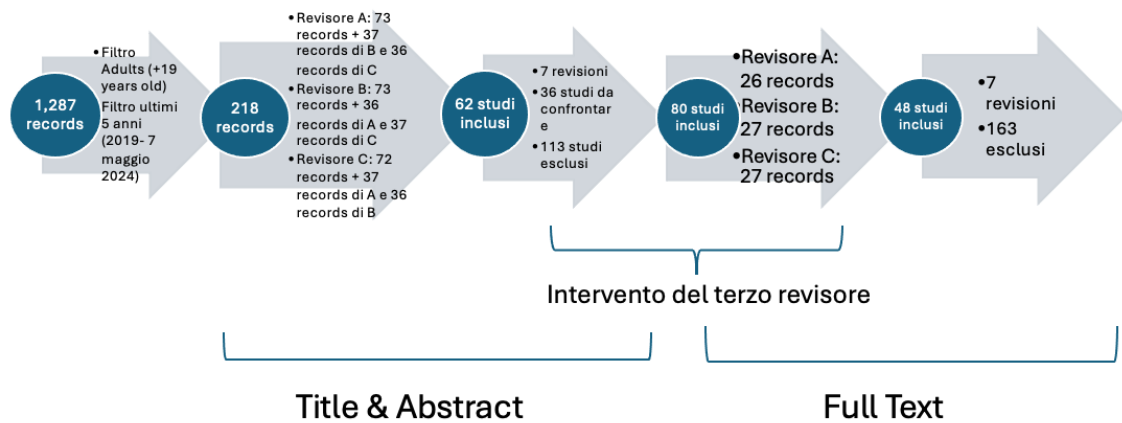 1,287
records
•Filtro
Adults (+19
years old)
Filtro ultimi
5 anni
(2019- 7
maggio
2024)
218
records
•Revisore A: 73
records + 37
records di B e 36
records di C
•Revisore B: 73
records + 36
records di A e 37
records di C
•Revisore C: 72
records + 37
records di A e 36
records di B
62 studi
inclusi
•7 revisioni
•36 studi da
confrontar
e
•113 studi
esclusi
80 studi
inclusi
•Revisore A:
26 records
•Revisore B:
27 records
•Revisore C:
27 records
48 studi
inclusi
•7
revisioni
•163
esclusi
Intervento del terzo revisore
Title & Abstract
Full Text